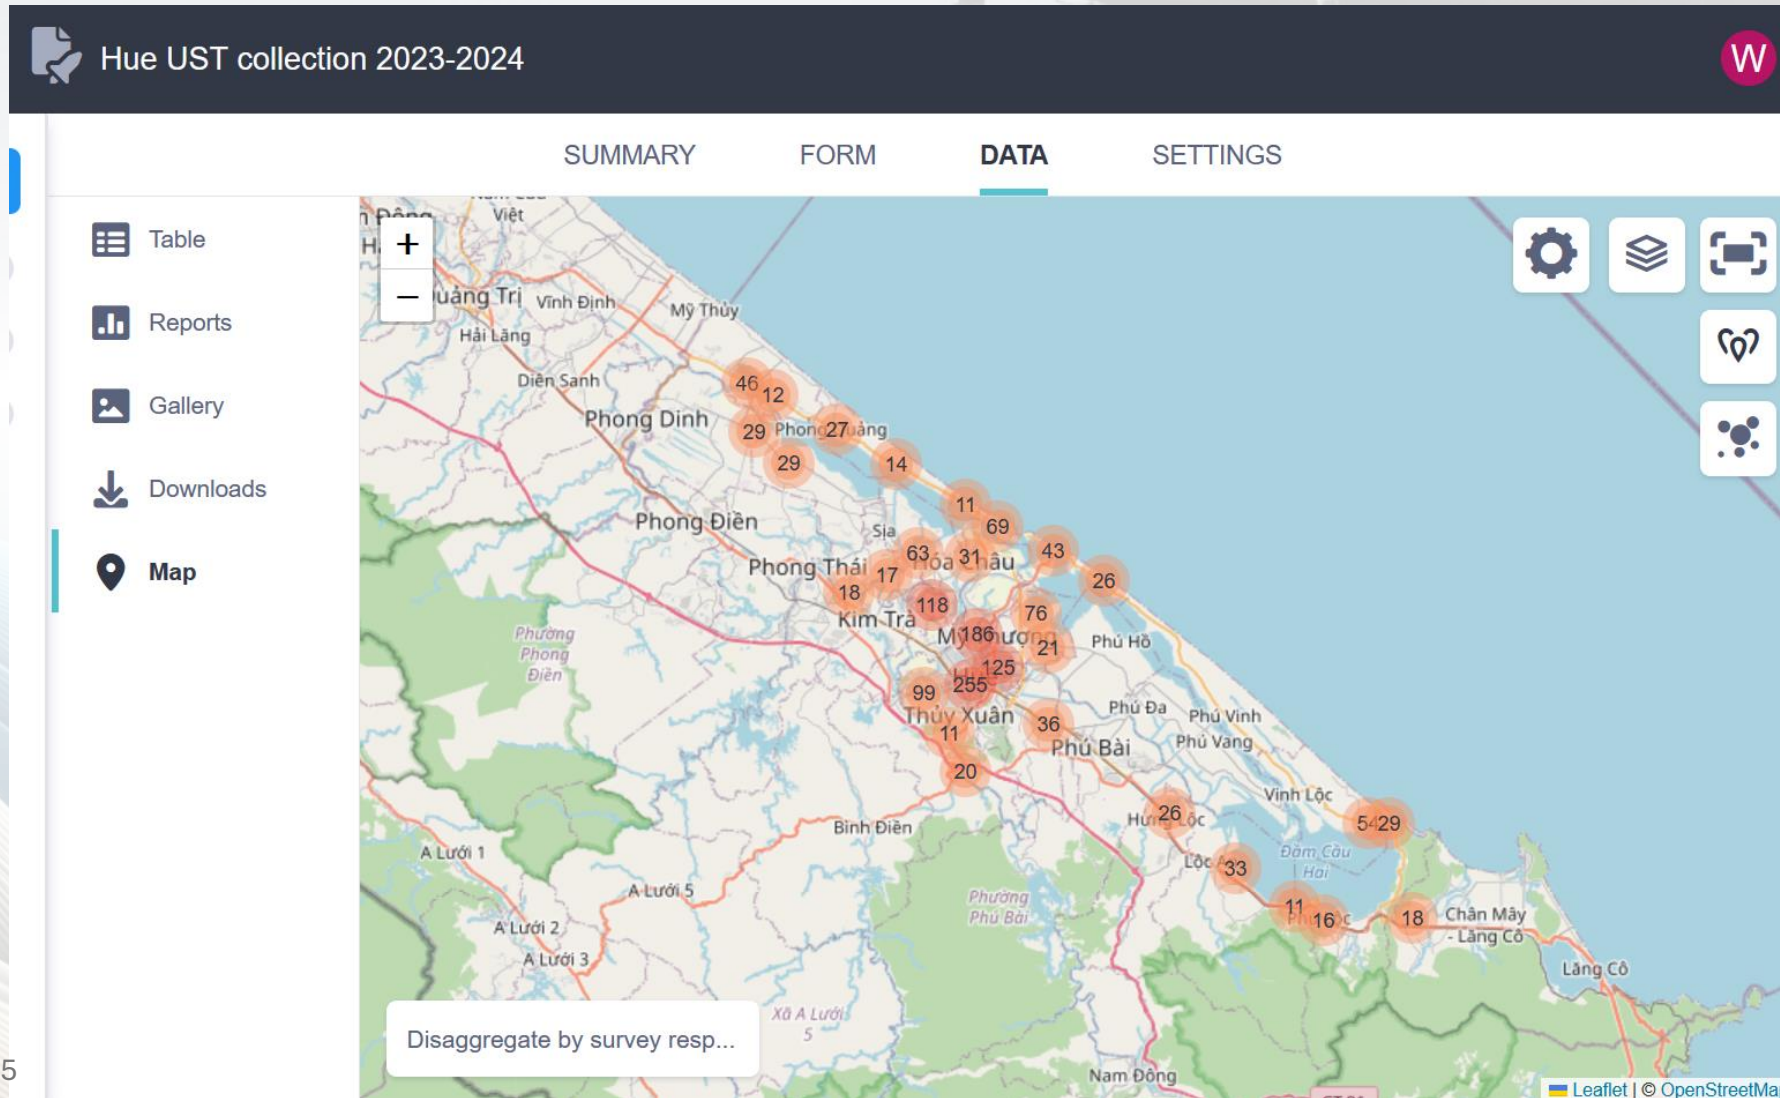 Hue UST collection 2023-2024
W
SUMMARY
FORM
DATA
SETTINGS
Table
Reports
Gallery
Downloads
Map
+
−
Việt
Vĩnh Định
Mỹ Thủy
Hải Lăng
Diên Sanh
Phong Dinh
46
12
29
27
29
14
11
69
Phong Điền
Sịa
63
31
43
Phong Thái
17
26
18
118
76
Kim Trà
186
21
Phú Hồ
Phường
Phong
Điền
125
255
99
Thủy Xuân
36
Phú Đa
Phú Vinh
11
Phú Bài
Phú Vang
20
Vinh Lộc
26
54
29
Bình Điền
A Lưới 1
Đầm Cầu
Hai
33
A Lưới 5
Phường
Phú Bài
11
16
18
Chân Mây
- Lăng Cô
A Lưới 2
A Lưới 3
Lăng Cô
Xã A Lưới
5
Disaggregate by survey resp...
Nam Đông
5
Leaflet | © OpenStreetMa